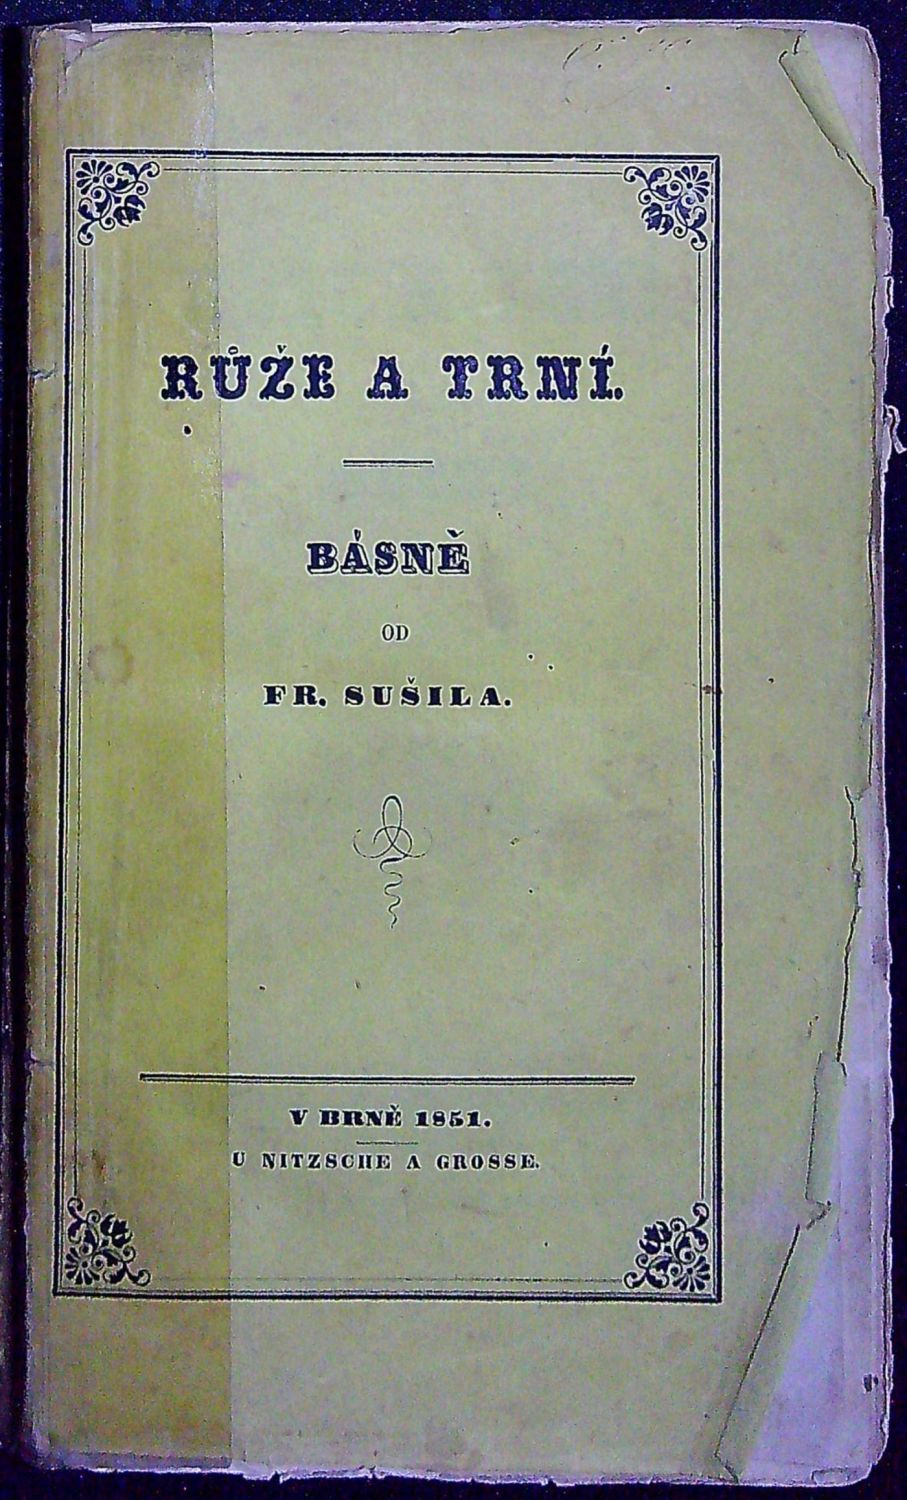 RŮŽE A TRNÍ.
BÁSNĚ
OD
FR. SUŠILA.
V BRNĚ 1851.
U NITZSCHE A GROSSE.